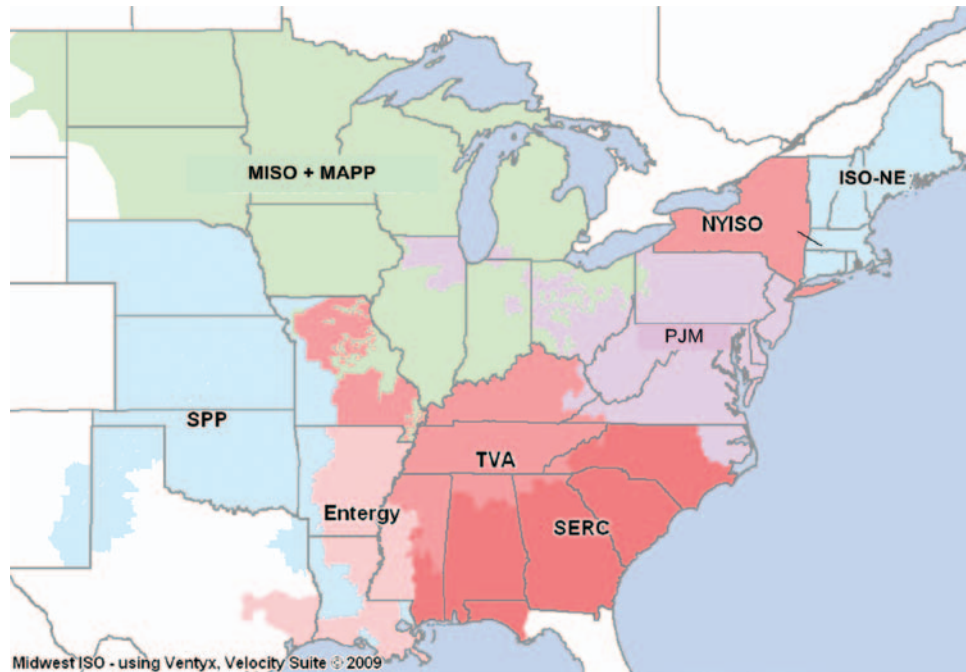 MISO + MAPP
ISO-NE
NYISO
PJM
SPP
TVA
Entergy
SERC
Midwest ISO - using Ventyx, Velocity Suite © 2009